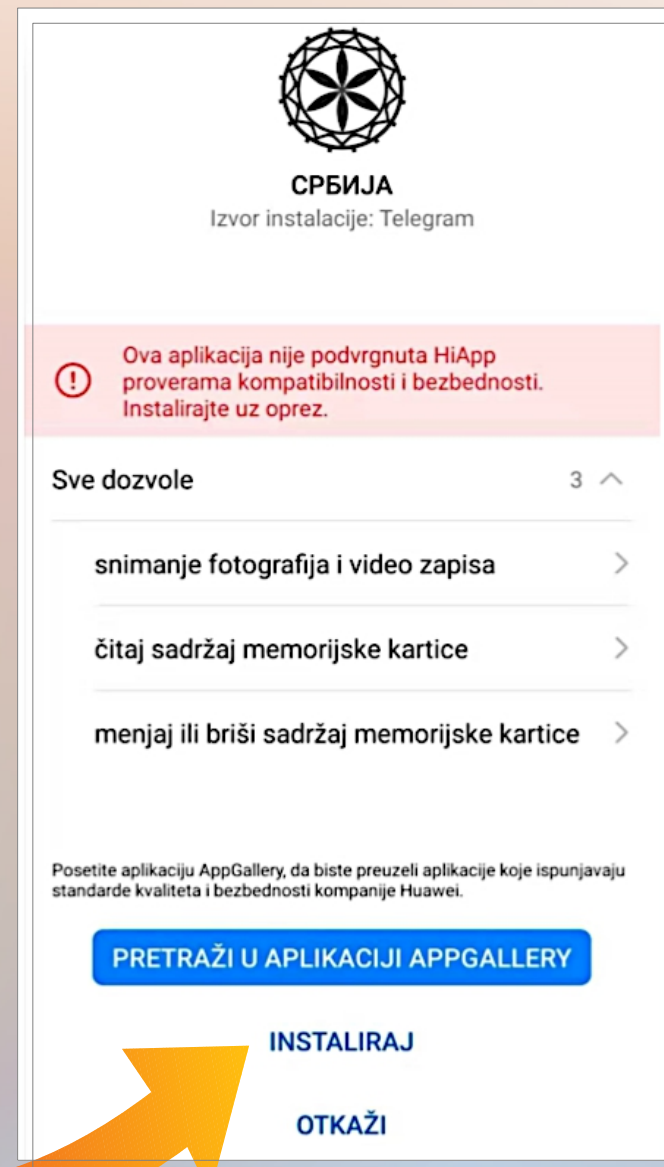 СРБИЈА
Izvor instalacije: Telegram
Ova aplikacija nije podvrgnuta HiApp
proverama kompatibilnosti i bezbednosti.
Instalirajte uz oprez.
Sve dozvole 3
snimanje fotografija i video zapisa
čitaj sadržaj memorijske kartice
menjaj ili briši sadržaj memorijske kartice
Posetite aplikaciju AppGallery, da biste preuzeli aplikacije koje ispunjavaju
standarde kvaliteta i bezbednosti kompanije Huawei.
PRETRAŽI U APLIKACIJI APPGALLERY
INSTALIRAJ
OTKAŽI